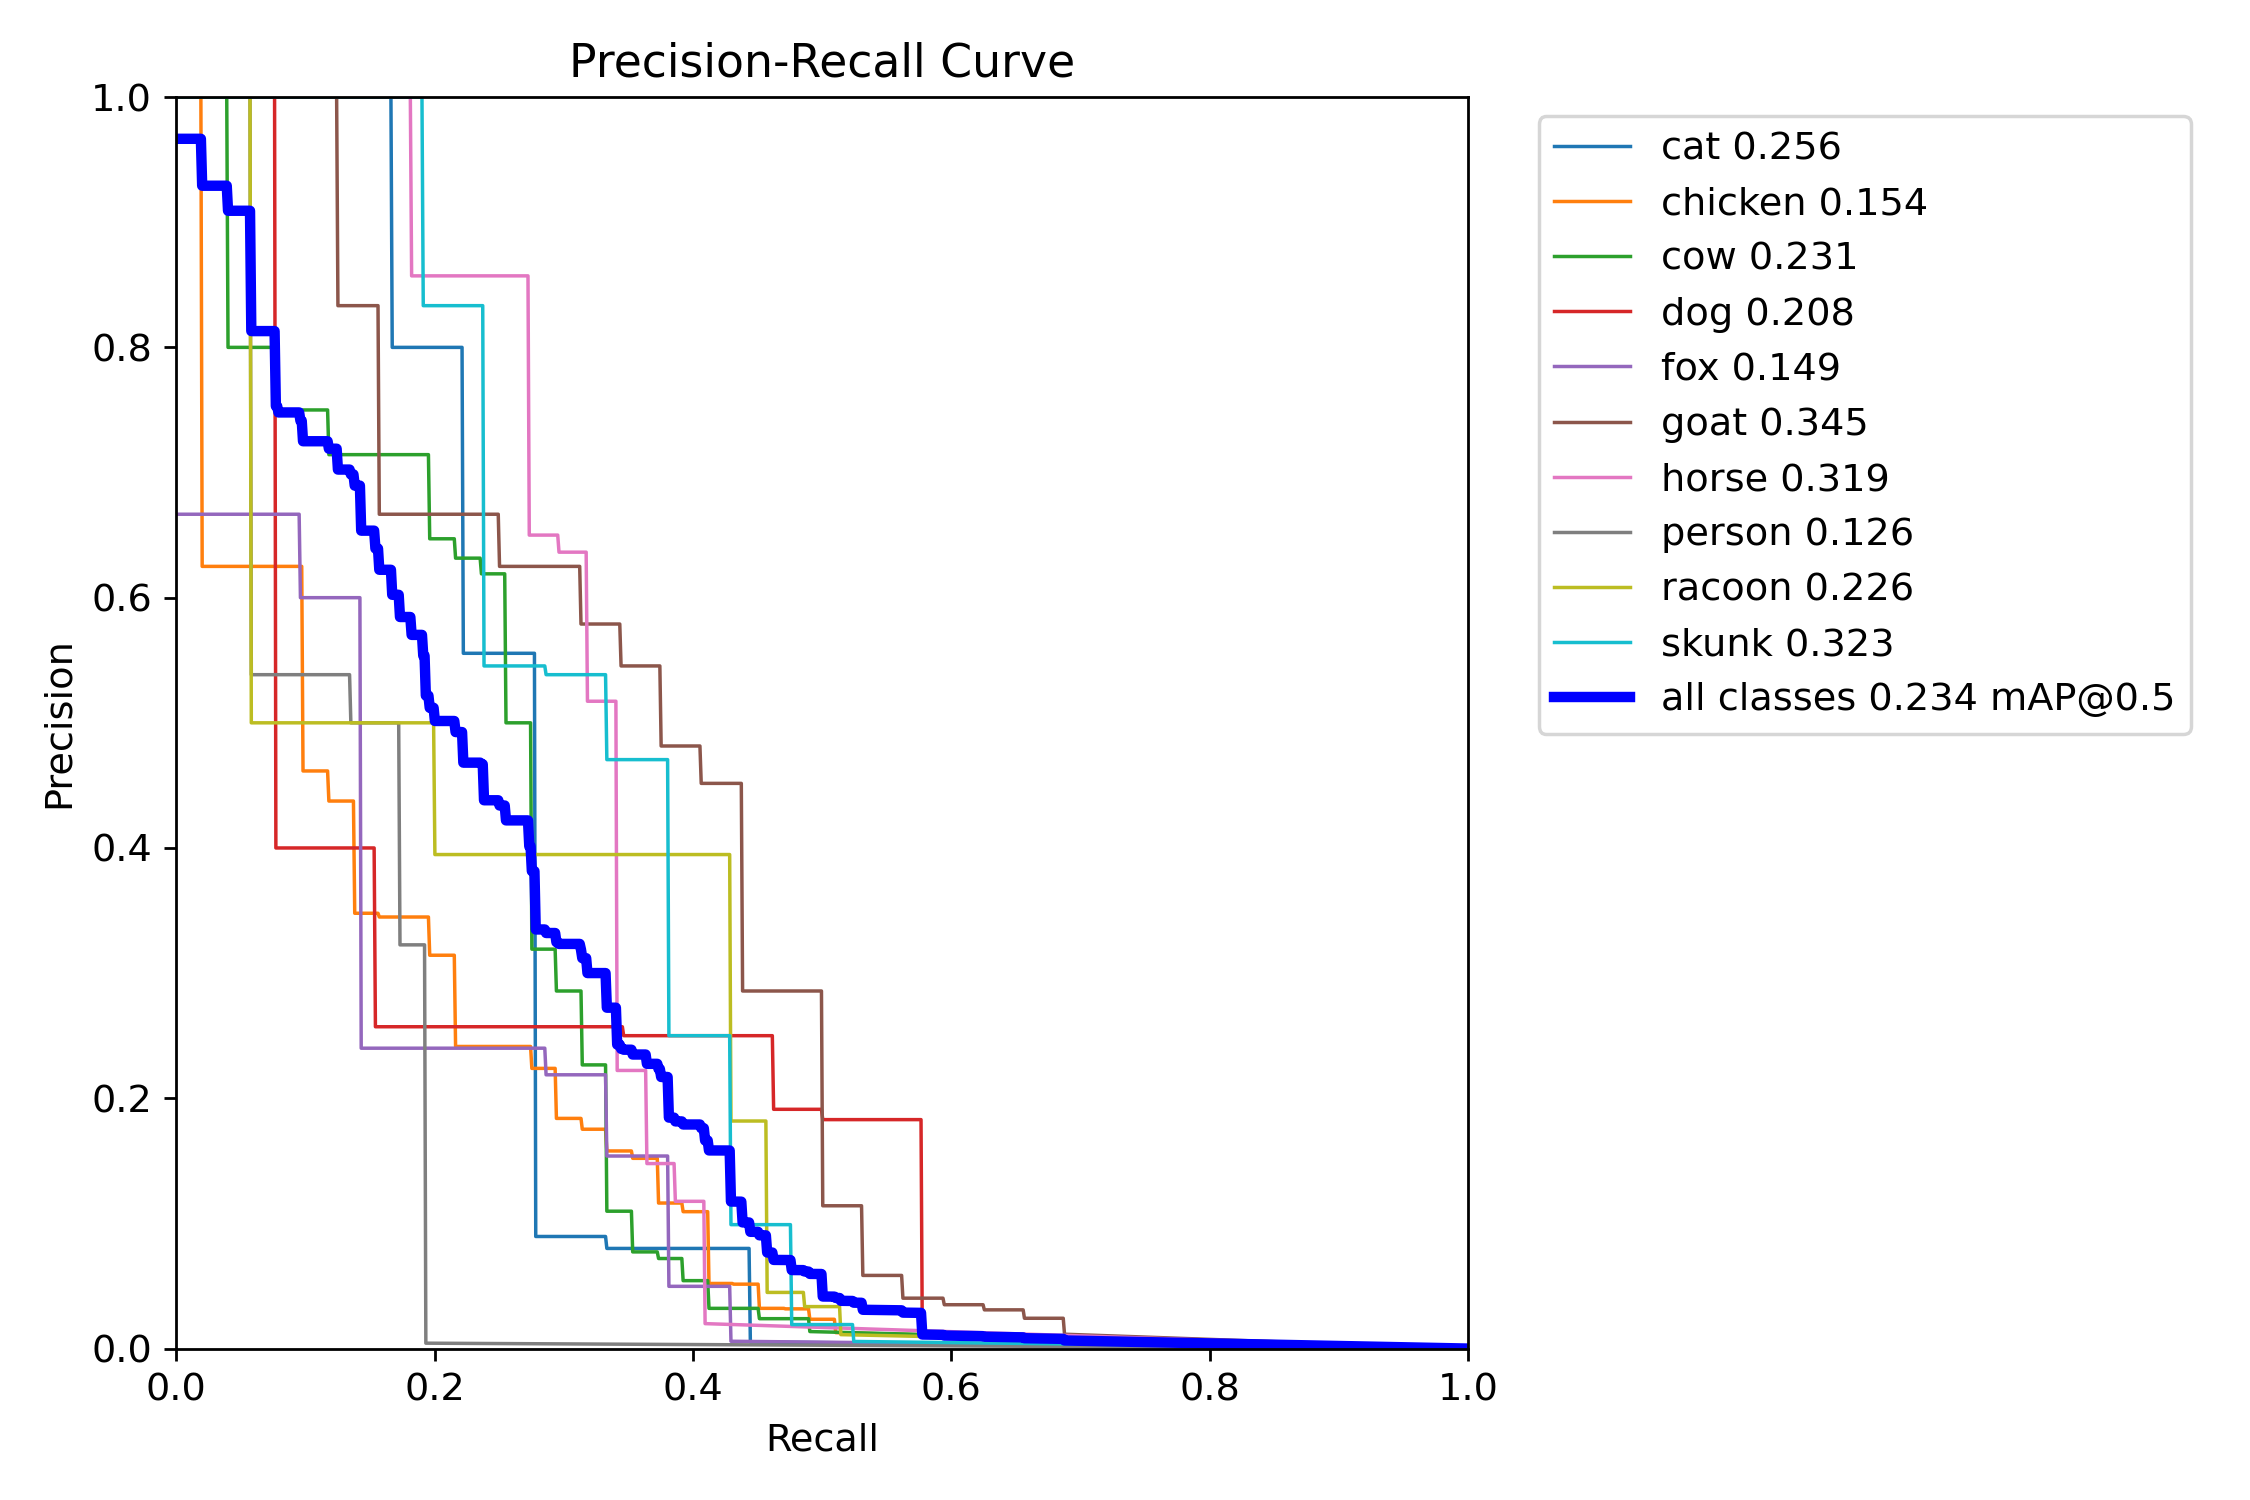 Precision-Recall Curve
1.0
0.8
0.6
0.4
0.2
0.0
Precision
0.0 0.2 0.4 0.6 0.8 1.0
Recall
cat 0.256
chicken 0.154
cow 0.231
dog 0.208
fox 0.149
goat 0.345
horse 0.319
person 0.126
racoon 0.226
skunk 0.323
all classes 0.234 mAP@0.5